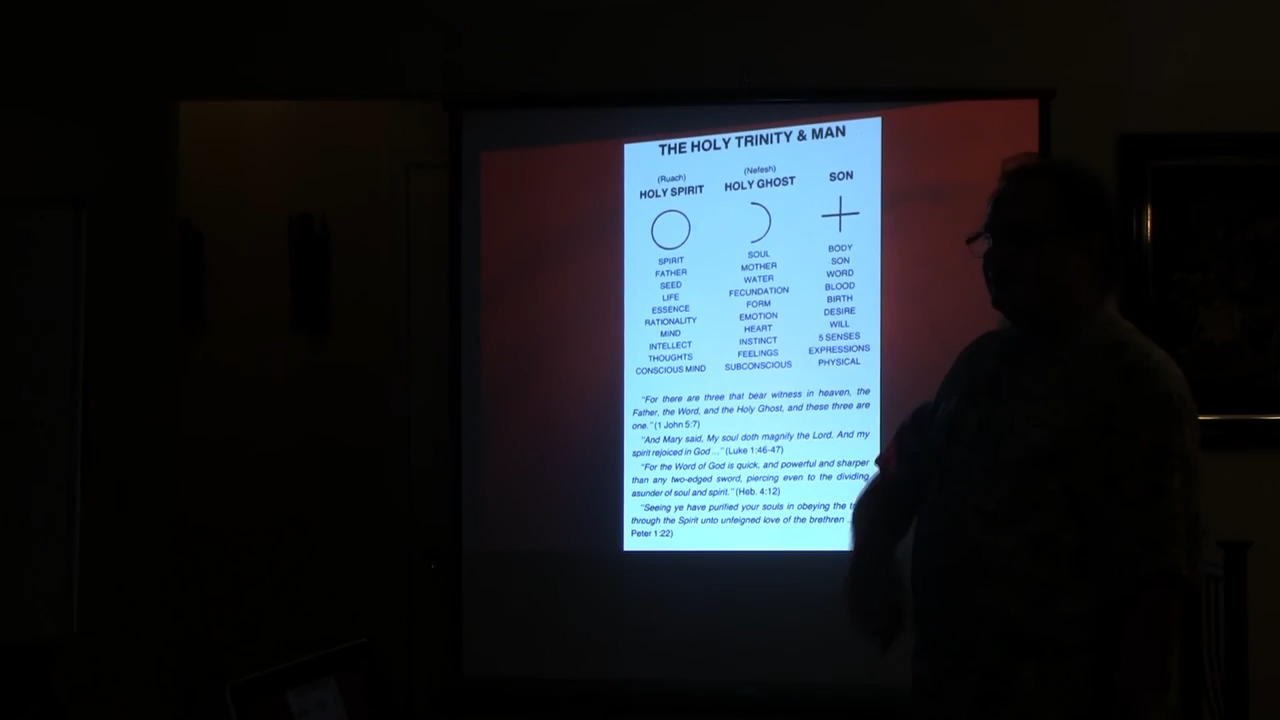 THE HOLY TRINITY & MAN
(Ruach)
HOLY SPIRIT
SPIRIT
FATHER
SEED
LIFE
ESSENCE
RATIONALITY
MIND
INTELLECT
THOUGHTS
CONSCIOUS MIND
(Nefesh)
HOLY GHOST
SOUL
MOTHER
WATER
FECUNDATION
FORM
EMOTION
HEART
INSTINCT
FEELINGS
SUBCONSCIOUS
SON
BODY
SON
WORD
BLOOD
BIRTH
DESIRE
WILL
5 SENSES
EXPRESSIONS
PHYSICAL
"For there are three that bear witness in heaven, the
Father, the Word, and the Holy Ghost, and these three are
one." (1 John 5:7)
"And Mary said, My soul doth magnify the Lord. And my
spirit rejoiced in God ..." (Luke 1:46-47)
"For the Word of God is quick, and powerful and sharper
than any two-edged sword, piercing even to the dividing
asunder of soul and spirit." (Heb. 4:12)
"Seeing ye have purified your souls in obeying the
through the Spirit unto unfeigned love of the brethren ..
Peter 1:22)